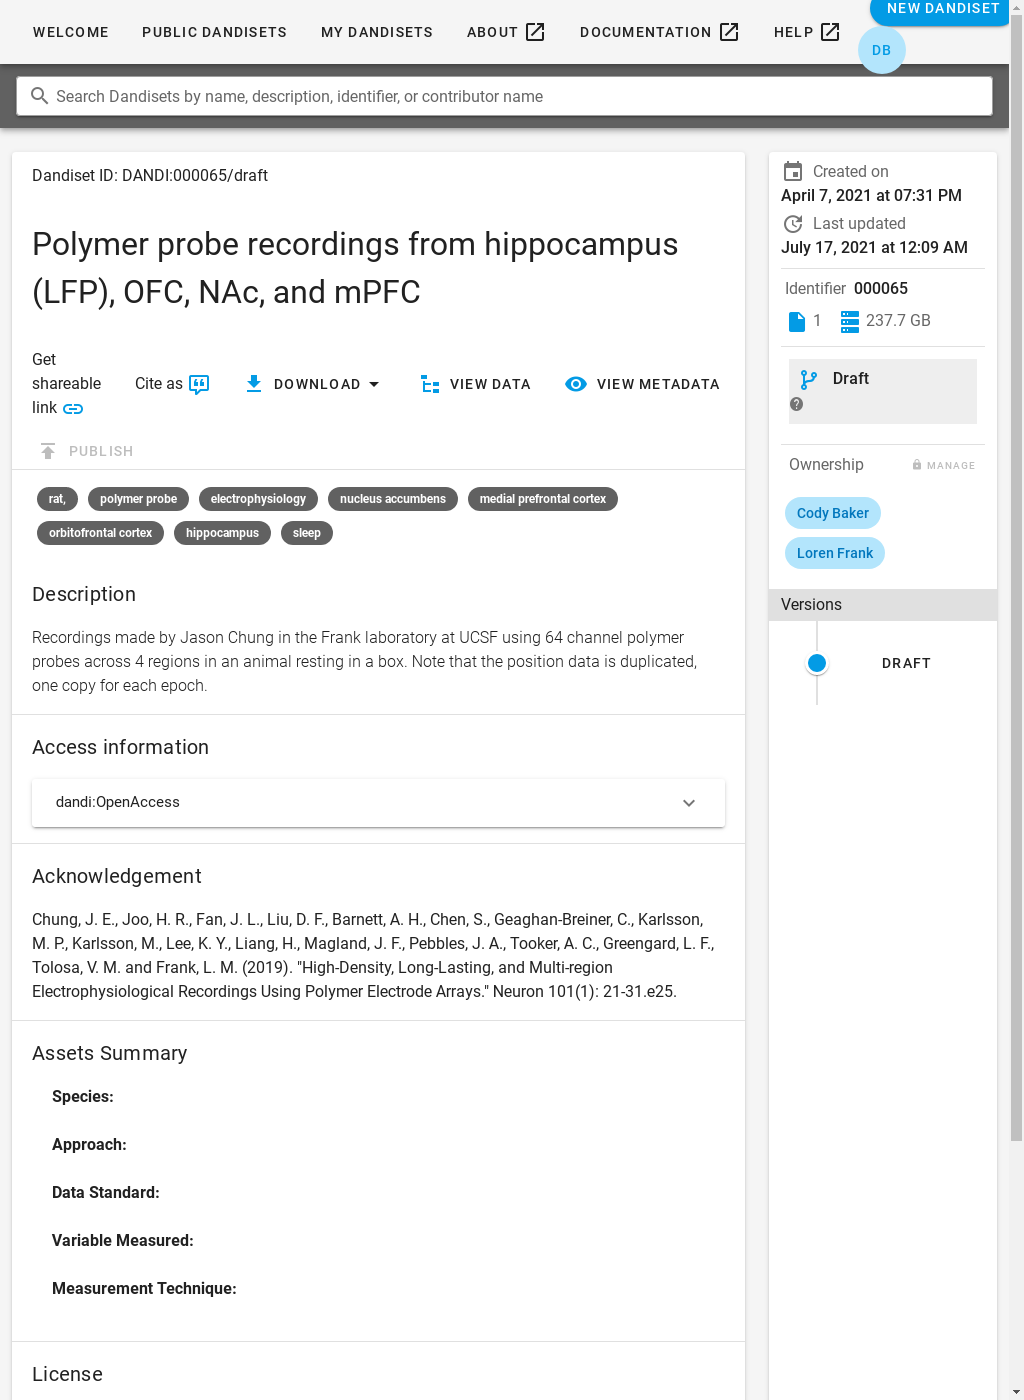 WELCOME PUBLIC DANDISETS MY DANDISETS ABOUT DOCUMENTATION HELP NEW DANDISET
DB
Search Dandisets by name, description, identifier, or contributor name
Dandiset ID: DANDI:000065/draft
Polymer probe recordings from hippocampus
(LFP), OFC, NAc, and mPFC
Get
shareable
link
Cite as DOWNLOAD VIEW DATA VIEW METADATA
PUBLISH
rat, polymer probe electrophysiology nucleus accumbens medial prefrontal cortex
orbitofrontal cortex hippocampus sleep
Description
Recordings made by Jason Chung in the Frank laboratory at UCSF using 64 channel polymer
probes across 4 regions in an animal resting in a box. Note that the position data is duplicated,
one copy for each epoch.
Access information
dandi:OpenAccess
Acknowledgement
Chung, J. E., Joo, H. R., Fan, J. L., Liu, D. F., Barnett, A. H., Chen, S., Geaghan-Breiner, C., Karlsson,
M. P., Karlsson, M., Lee, K. Y., Liang, H., Magland, J. F., Pebbles, J. A., Tooker, A. C., Greengard, L. F.,
Tolosa, V. M. and Frank, L. M. (2019). "High-Density, Long-Lasting, and Multi-region
Electrophysiological Recordings Using Polymer Electrode Arrays." Neuron 101(1): 21-31.e25.
Assets Summary
Species:
Approach:
Data Standard:
Variable Measured:
Measurement Technique:
License
Created on
April 7, 2021 at 07:31 PM
Last updated
July 17, 2021 at 12:09 AM
Identifier 000065
1 237.7 GB
Draft
Ownership MANAGE
Cody Baker
Loren Frank
Versions
DRAFT